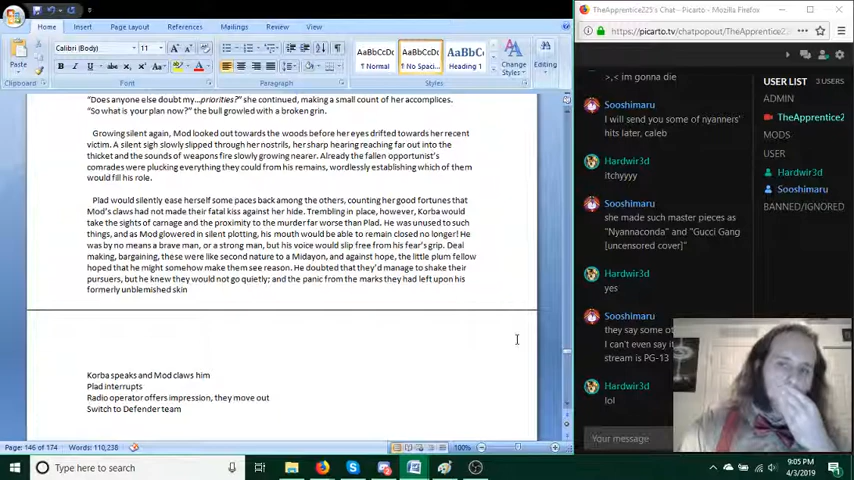 TheApprentice225's Chat - Picarto - Mozilla Firefox
Home
Insert
Page Layout
References
Mailings
Review
View
https://picarto.tv/chatpopout/TheApprentice22
Paste
Calibri (Body)
11
AaBbCcDc
AaBbCcDc
AaBbCc
¶ Normal
¶ No Spaci...
Heading 1
Change
Styles
Editing
Clipboard
Font
Paragraph
Styles
"Does anyone else doubt my...priorities?" she continued, making a small count of her accomplices.
"So what is your plan now?" the bull growled with a broken grin.
Growing silent again, Mod looked out towards the woods before her eyes drifted towards her recent
victim. A silent sigh slowly slipped through her nostrils, her sharp hearing reaching far out into the
thicket and the sounds of weapons fire slowly growing nearer. Already the fallen opportunist's
comrades were plucking everything they could from his remains, wordlessly establishing which of them
would fill his role.
Plad would silently ease herself some paces back among the others, counting her good fortunes that
Mod's claws had not made their fatal kiss against her hide. Trembling in place, however, Korba would
take the sights of carnage and the proximity to the murder far worse than Plad. He was unused to such
things, and as Mod glowered in silent plotting, his mouth would be able to remain closed no longer! He
was by no means a brave man, or a strong man, but his voice would slip free from his fear's grip. Deal
making, bargaining, these were like second nature to a Midayon, and against hope, the little plum fellow
hoped that he might somehow make them see reason. He doubted that they'd manage to shake their
pursuers, but he knew they would not go quietly; and the panic from the marks they had left upon his
formerly unblemished skin
Korba speaks and Mod claws him
Plad interrupts
Radio operator offers impression, they move out
Switch to Defender team
Page: 146 of 174
Words: 110,238
100%
>,< im gonna die
Sooshimaru
I will send you some of nyanners'
hits later, caleb
Hardwir3d
itchyyyy
Sooshimaru
she made such master pieces as
"Nyannaconda" and "Gucci Gang
[uncensored cover]"
Hardwir3d
yes
Sooshimaru
they say some ot
I can't even say it
stream is PG-13
Hardwir3d
lol
Your message
USER LIST
3 USERS
ADMIN
TheApprentice2
MODS
USER
Hardwir3d
Sooshimaru
BANNED/IGNORED
Type here to search
9:05 PM
4/3/2019